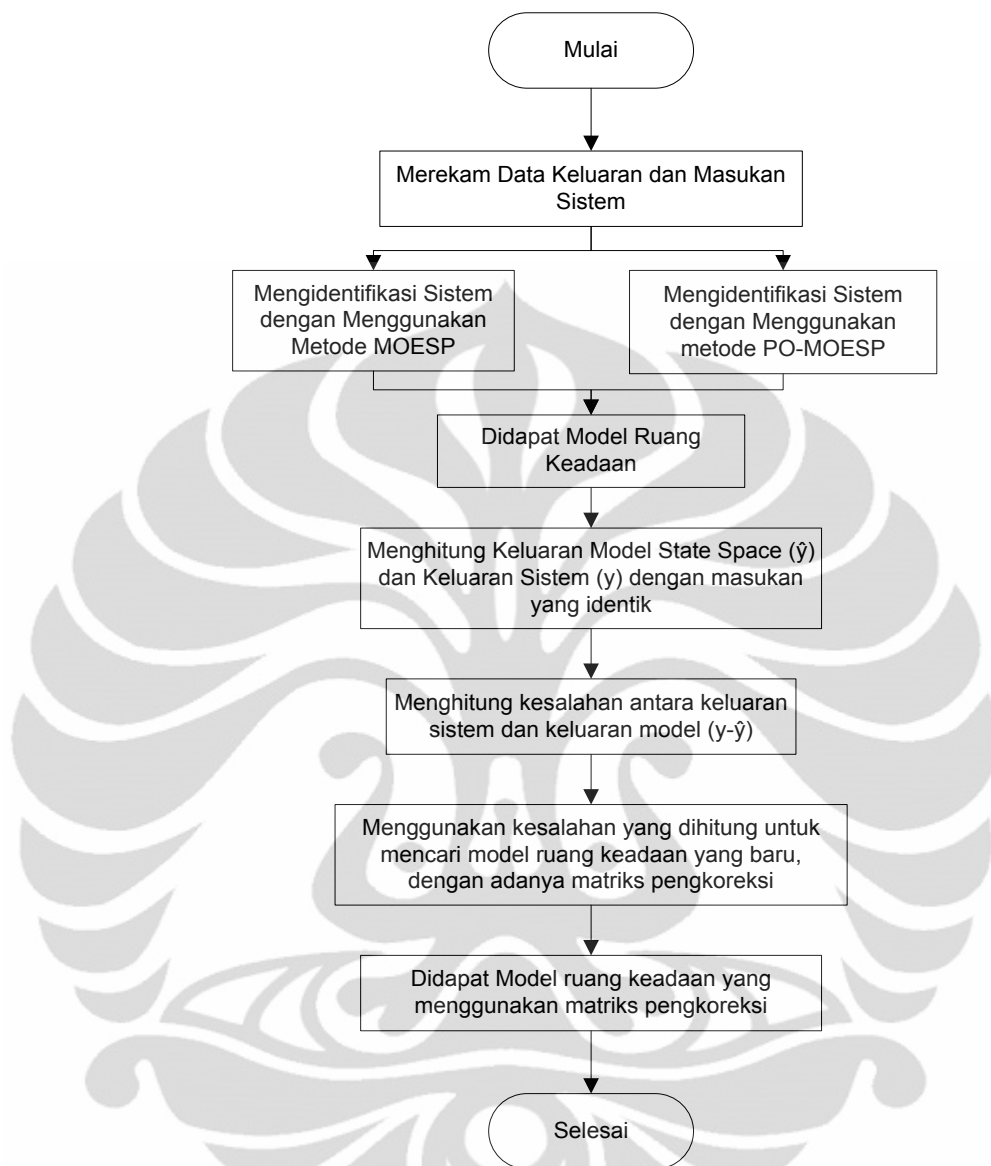 Mulai
Merekam Data Keluaran dan Masukan
Sistem
Mengidentifikasi Sistem
dengan Menggunakan
Metode MOESP
Mengidentifikasi Sistem
dengan Menggunakan
metode PO-MOESP
Didapat Model Ruang
Keadaan
Menghitung Keluaran Model State Space (ŷ)
dan Keluaran Sistem (y) dengan masukan
yang identik
Menghitung kesalahan antara keluaran
sistem dan keluaran model (y-ŷ)
Menggunakan kesalahan yang dihitung untuk
mencari model ruang keadaan yang baru,
dengan adanya matriks pengkoreksi
Didapat Model ruang keadaan yang
menggunakan matriks pengkoreksi
Selesai